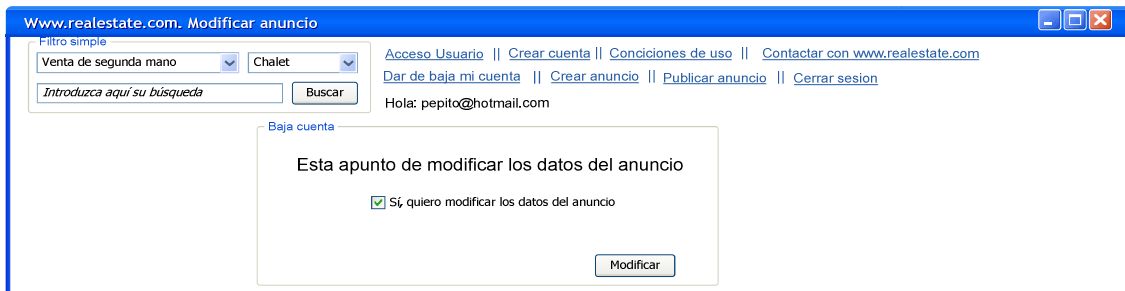 Www.realestate.com. Modificar anuncio
Filtro simple
Venta de segunda mano Chalet
Introduzca aquí su búsqueda Buscar
Acceso Usuario || Crear cuenta || Conciciones de uso || Contactar con www.realestate.com
Dar de baja mi cuenta || Crear anuncio || Publicar anuncio || Cerrar sesion
Hola: pepito@hotmail.com
Baja cuenta
Esta apunto de modificar los datos del anuncio
Sí, quiero modificar los datos del anuncio
Modificar